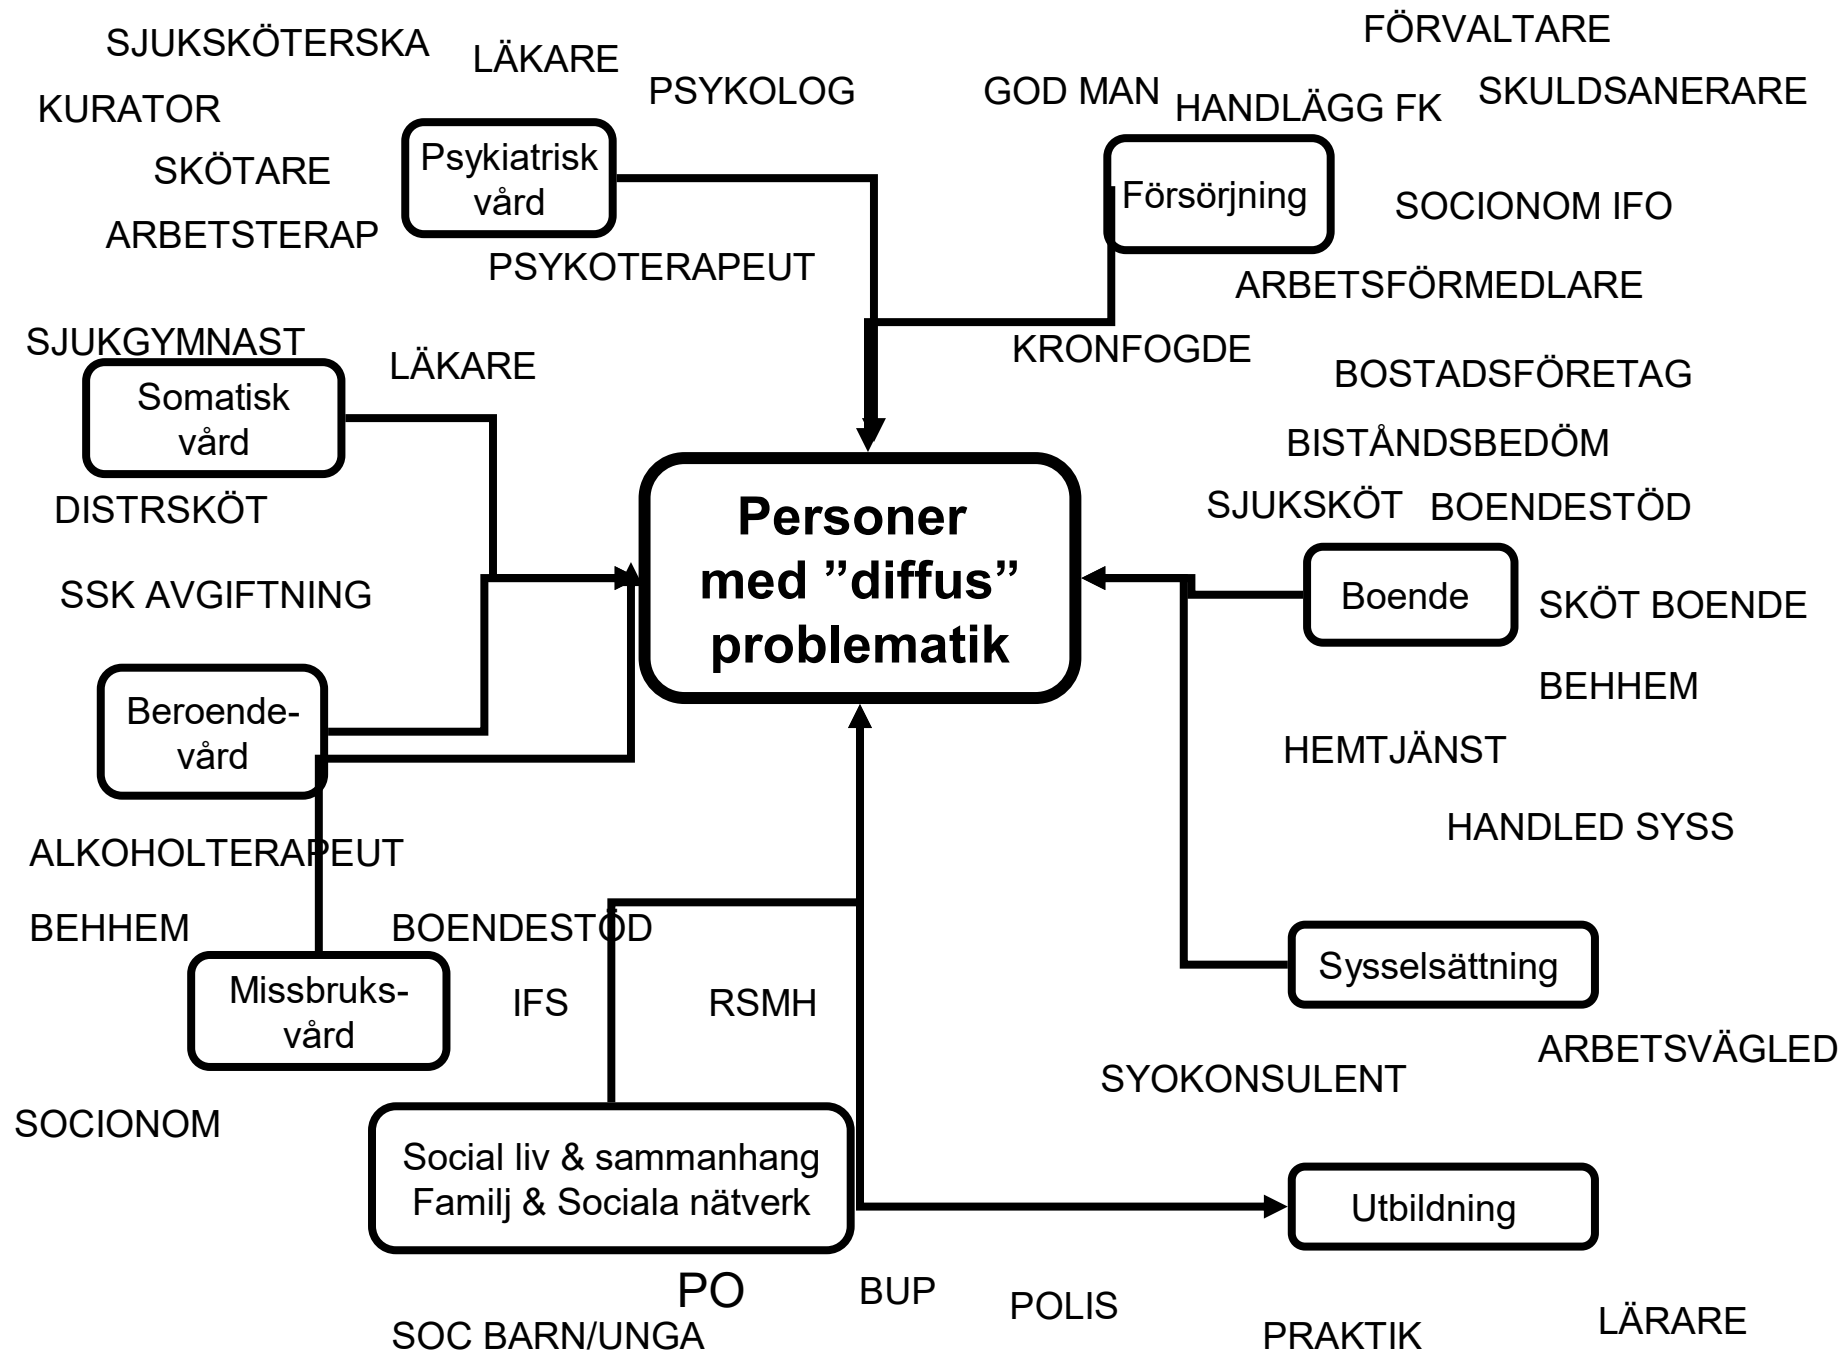 FÖRVALTARE
SJUKSKÖTERSKA
LÄKARE
PSYKOLOG
GOD MAN
HANDLÄGG FK
SKULDSANERARE
KURATOR
SKÖTARE
Psykiatrisk
vård
Försörjning
SOCIONOM IFO
ARBETSTERAP
PSYKOTERAPEUT
ARBETSFÖRMEDLARE
SJUKGYMNAST
LÄKARE
KRONFOGDE
BOSTADSFÖRETAG
Somatisk
vård
BISTÅNDSBEDÖM
DISTRSKÖT
SJUKSKÖT
BOENDESTÖD
Personer
med ”diffus”
problematik
SSK AVGIFTNING
Boende
SKÖT BOENDE
BEHHEM
Beroende-
vård
HEMTJÄNST
HANDLED SYSS
ALKOHOLTERAPEUT
BEHHEM
BOENDESTÖD
Sysselsättning
Missbruks-
vård
IFS
RSMH
ARBETSVÄGLED
SYOKONSULENT
SOCIONOM
Social liv & sammanhang
Familj & Sociala nätverk
Utbildning
PO
BUP
POLIS
LÄRARE
SOC BARN/UNGA
PRAKTIK